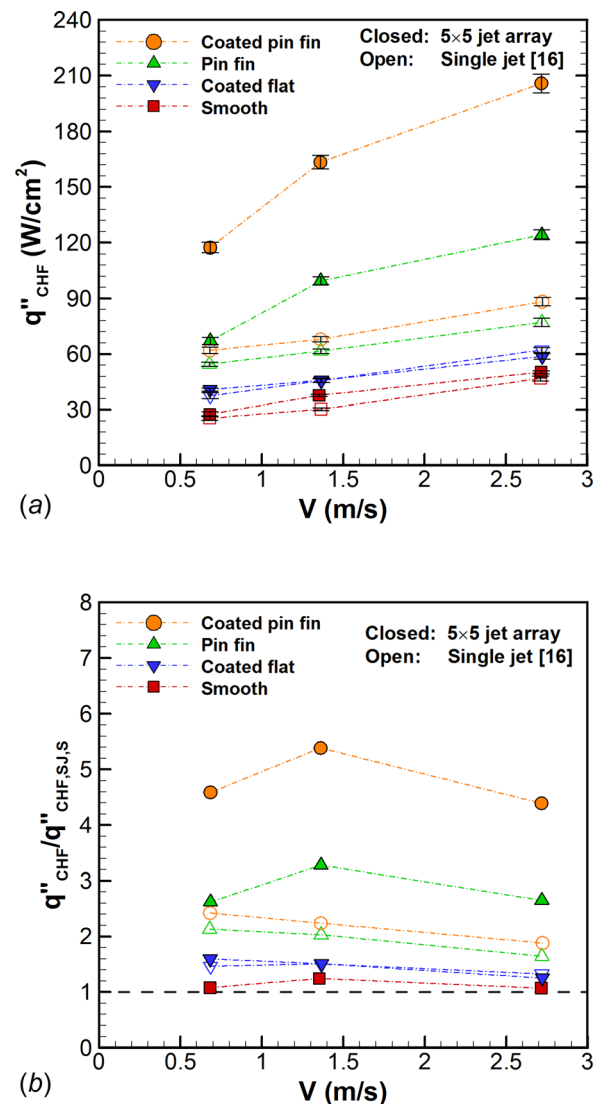 Coated pin fin
Pin fin
Coated flat
Smooth
Closed: 5×5 jet array
Open: Single jet [16]
240
210
180
150
120
90
60
30
0
q"CHF (W/cm2)
0 0.5 1 1.5 2 2.5 3
V (m/s)
(a)
Coated pin fin
Pin fin
Coated flat
Smooth
Closed: 5×5 jet array
Open: Single jet [16]
8
7
6
5
4
3
2
1
0
q"CHF/q"CHF,SJ,S
0 0.5 1 1.5 2 2.5 3
V (m/s)
(b)